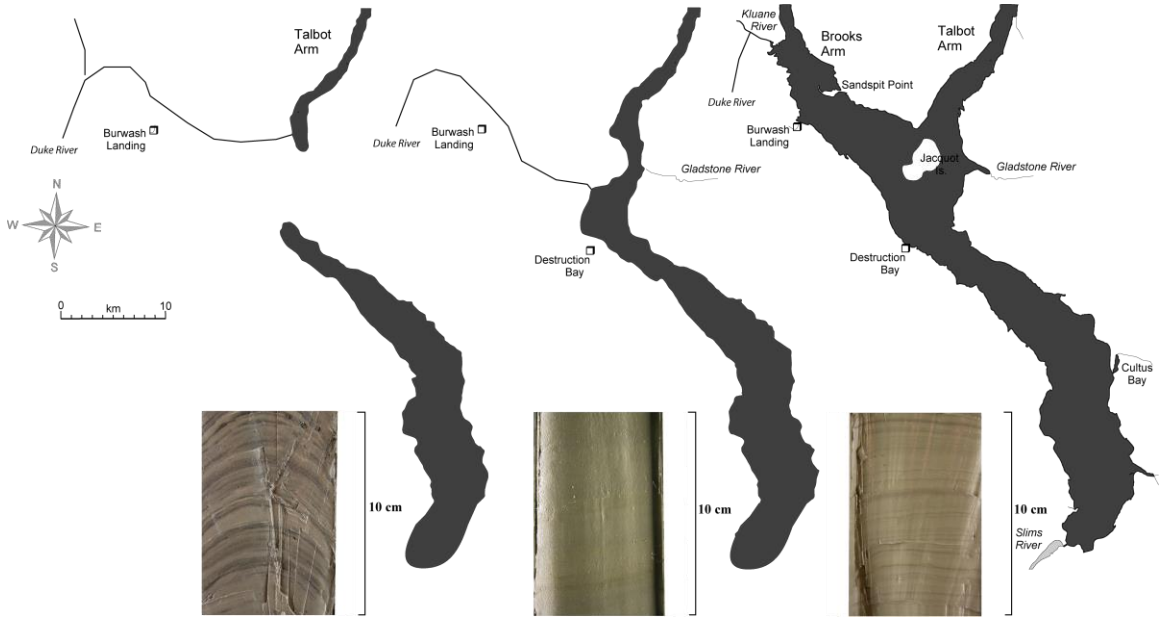 Talbot
Arm
Duke River
Burwash
Landing
N
W
E
S
0
km
10
10 cm
Duke River
Burwash
Landing
Gladstone River
Destruction
Bay
10 cm
Kluane
River
Brooks
Arm
Talbot
Arm
Sandspit Point
Duke River
Burwash
Landing
Jacquot
Is.
Gladstone River
Destruction
Bay
Cultus
Bay
10 cm
Slims
River